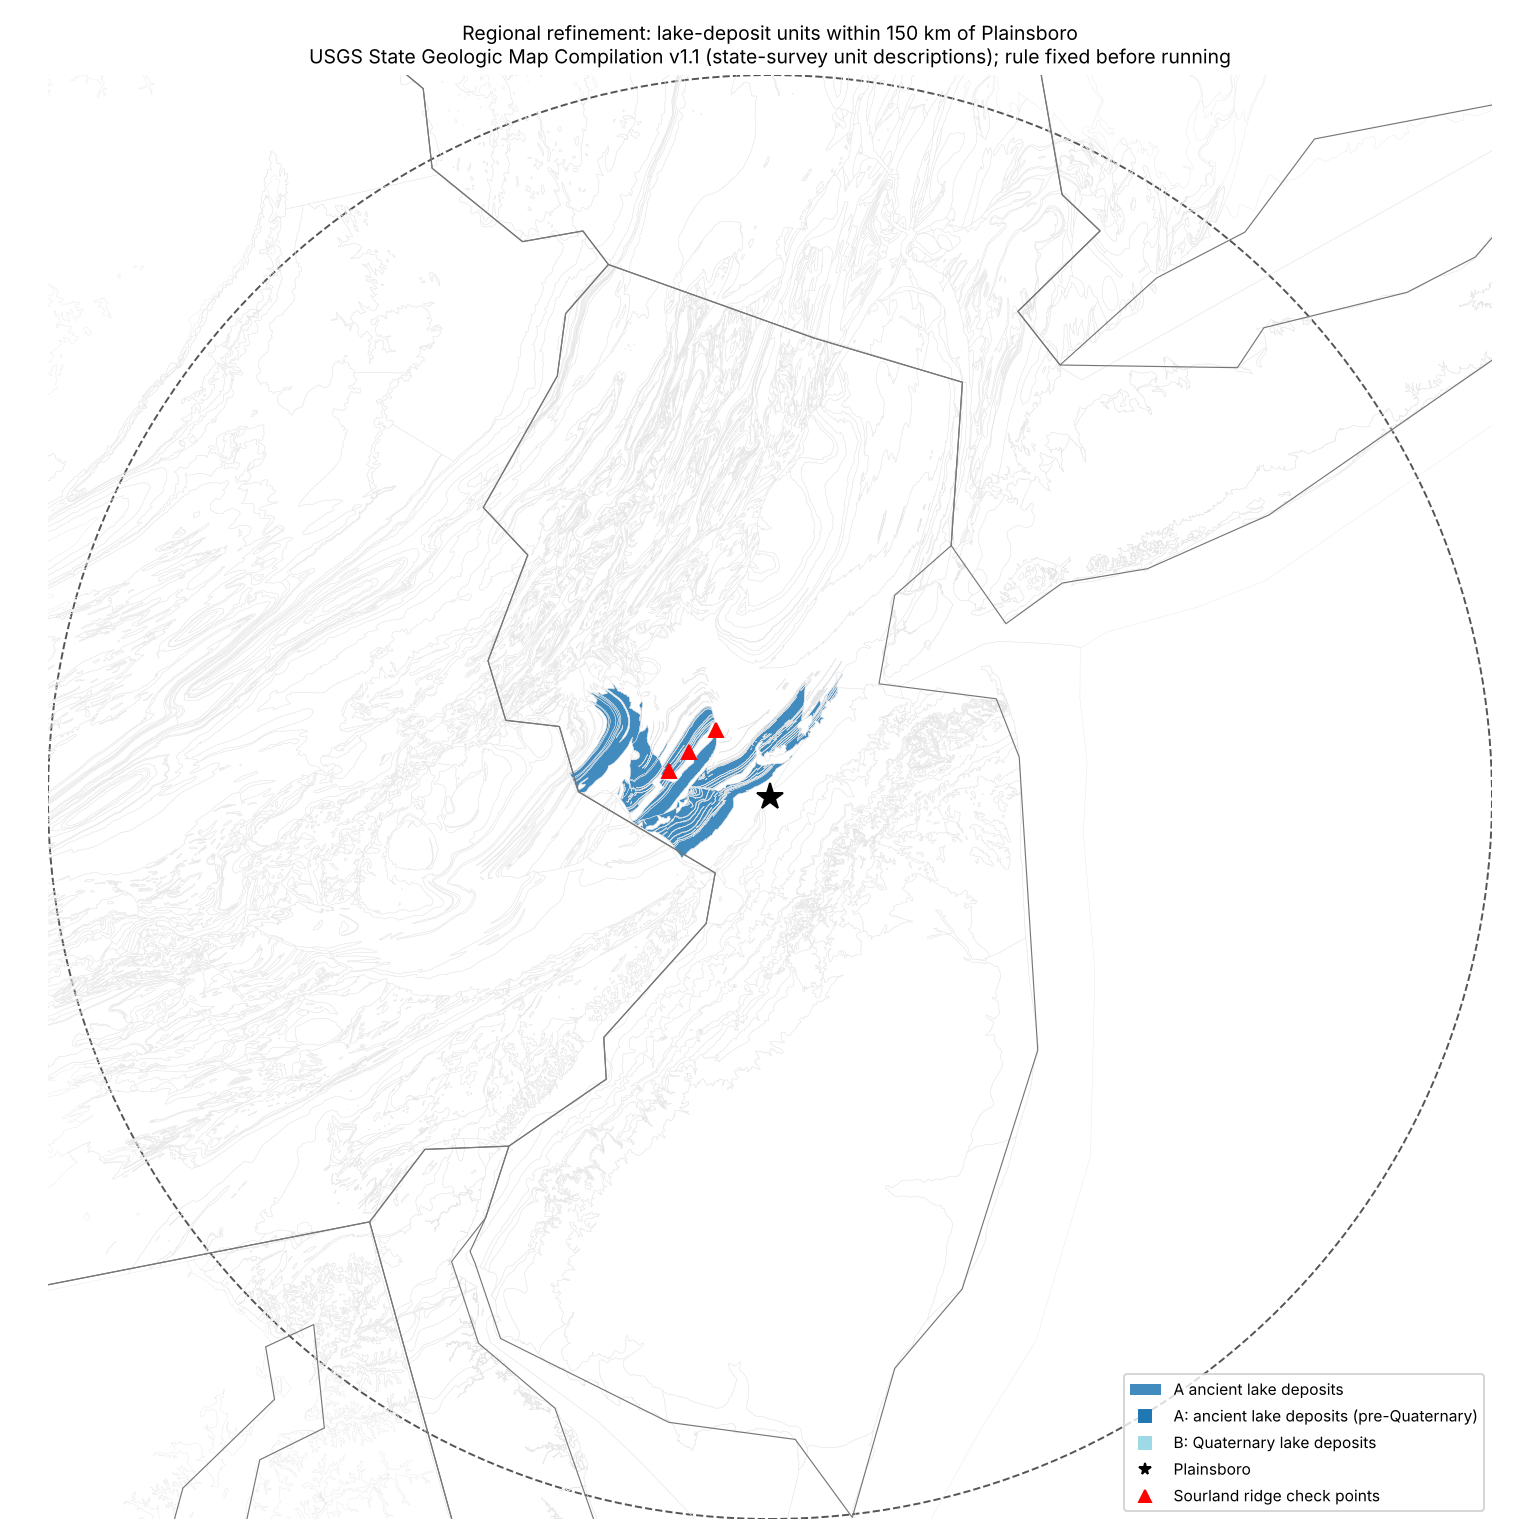 Regional refinement: lake-deposit units within 150 km of Plainsboro
USGS State Geologic Map Compilation v1.1 (state-survey unit descriptions); rule fixed before running
A ancient lake deposits
A: ancient lake deposits (pre-Quaternary)
B: Quaternary lake deposits
Plainsboro
Sourland ridge check points